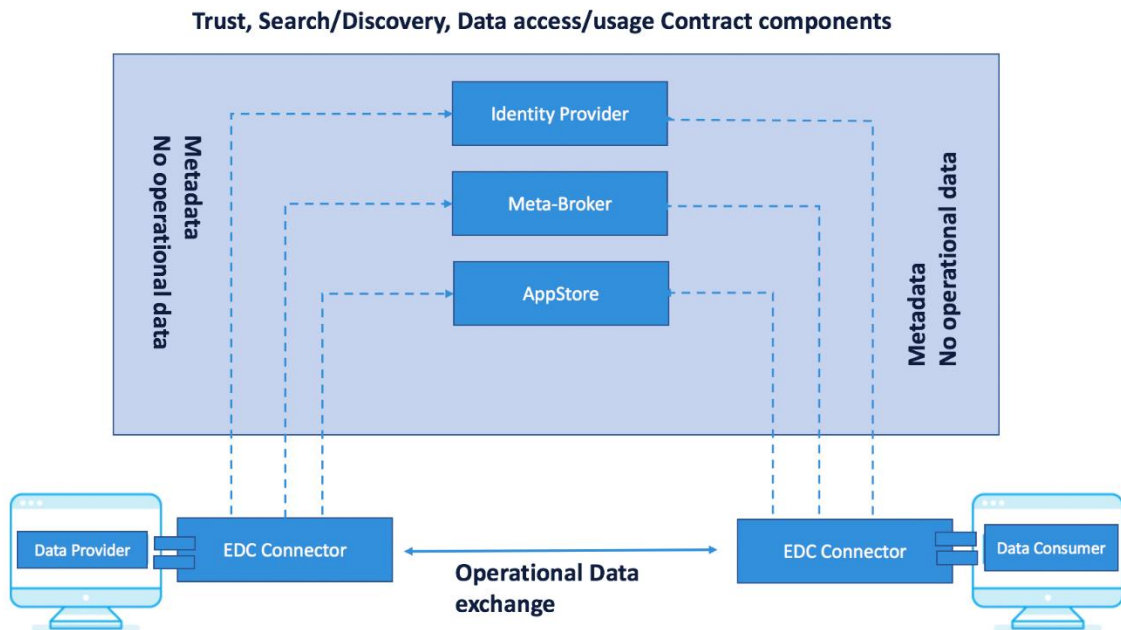 Trust, Search/Discovery, Data access/usage Contract components
Identity Provider
Meta-Broker
AppStore
Metadata
No operational data
Metadata
No operational data
Data Provider
EDC Connector
Operational Data
exchange
EDC Connector
Data Consumer